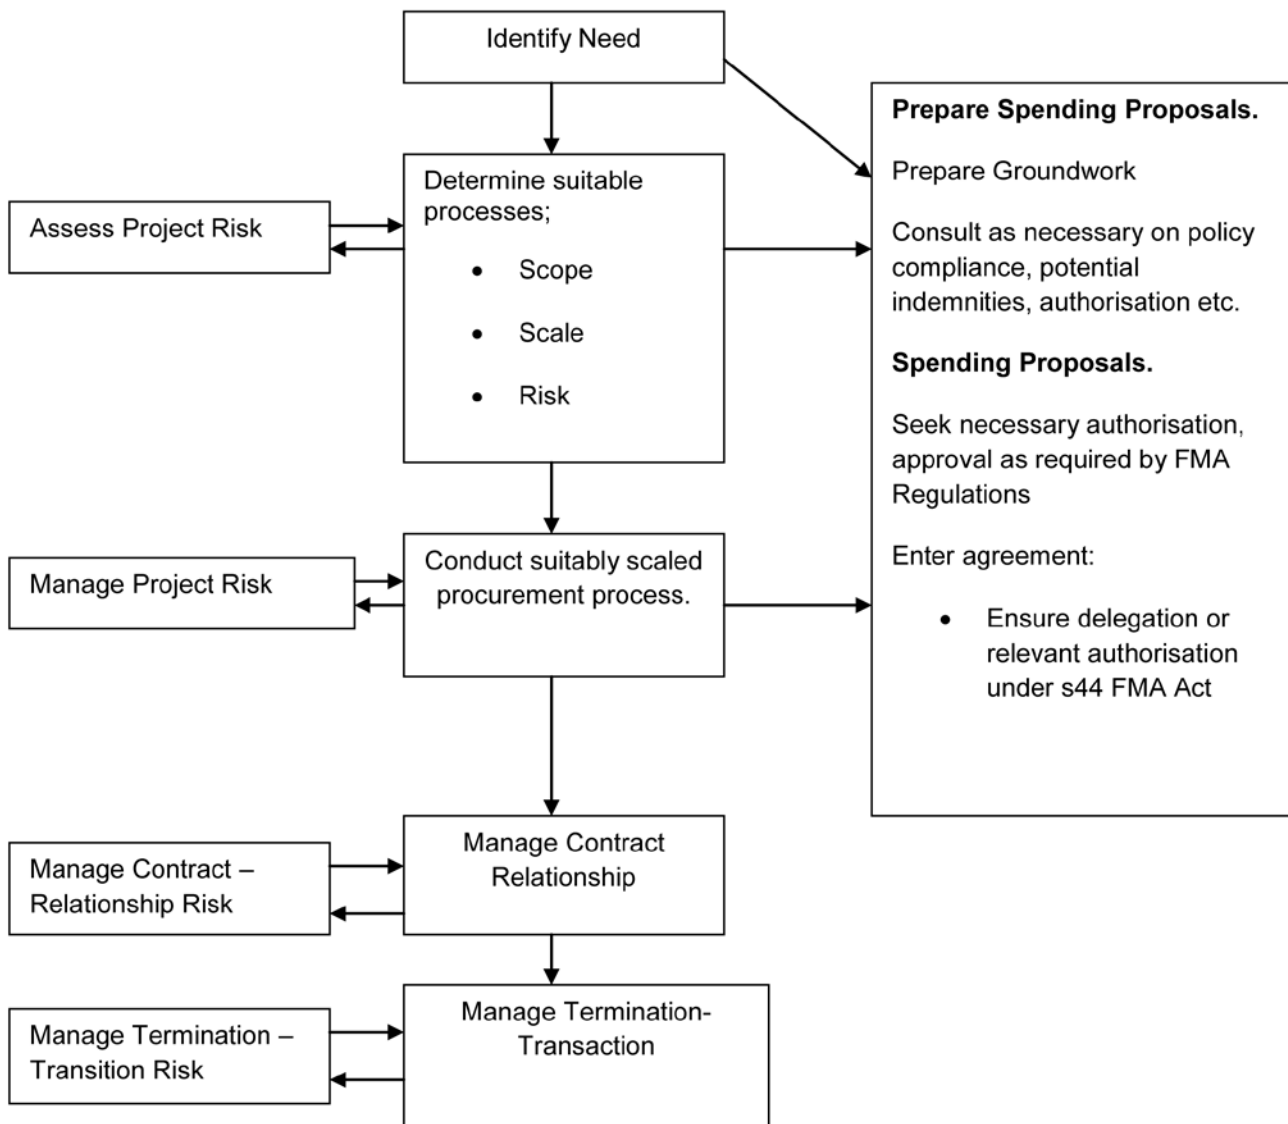 Identify Need
Determine suitable
processes;
• Scope
• Scale
• Risk
Assess Project Risk
Conduct suitably scaled
procurement process.
Manage Project Risk
Manage Contract
Relationship
Manage Contract –
Relationship Risk
Manage Termination-
Transaction
Manage Termination –
Transition Risk
Prepare Spending Proposals.
Prepare Groundwork
Consult as necessary on policy
compliance, potential
indemnities, authorisation etc.
Spending Proposals.
Seek necessary authorisation,
approval as required by FMA
Regulations
Enter agreement:
• Ensure delegation or
relevant authorisation
under s44 FMA Act